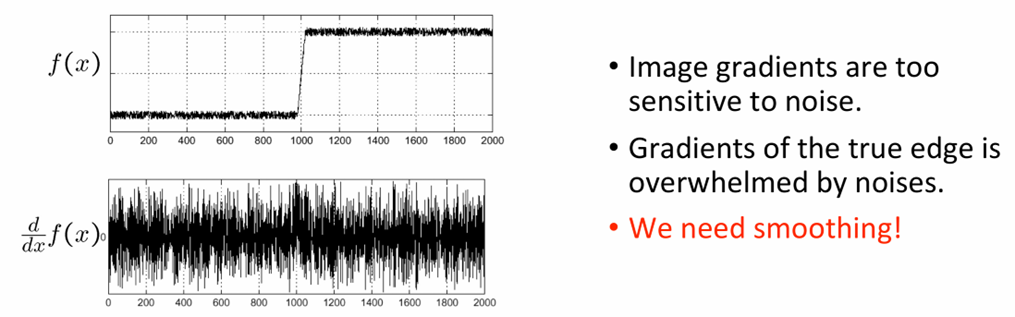 f(x)
0 200 400 600 800 1000 1200 1400 1600 1800 2000
d/dx f(x)
0
0 200 400 600 800 1000 1200 1400 1600 1800 2000
• Image gradients are too
sensitive to noise.
• Gradients of the true edge is
overwhelmed by noises.
• We need smoothing!